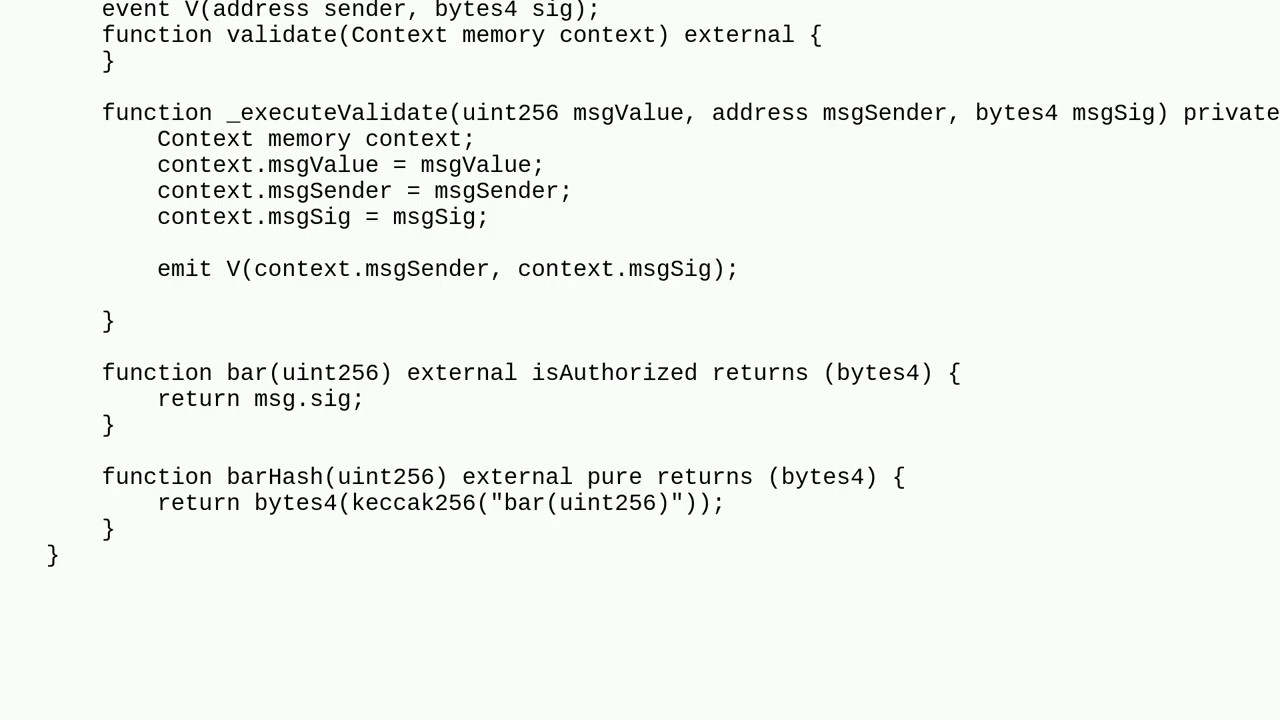 event V(address sender, bytes4 sig);
function validate(Context memory context) external {
}
function _executeValidate(uint256 msgValue, address msgSender, bytes4 msgSig) private
Context memory context;
context.msgValue = msgValue;
context.msgSender = msgSender;
context.msgSig = msgSig;
emit V(context.msgSender, context.msgSig);
}
function bar(uint256) external isAuthorized returns (bytes4) {
return msg.sig;
}
function barHash(uint256) external pure returns (bytes4) {
return bytes4(keccak256("bar(uint256)"));
}
}